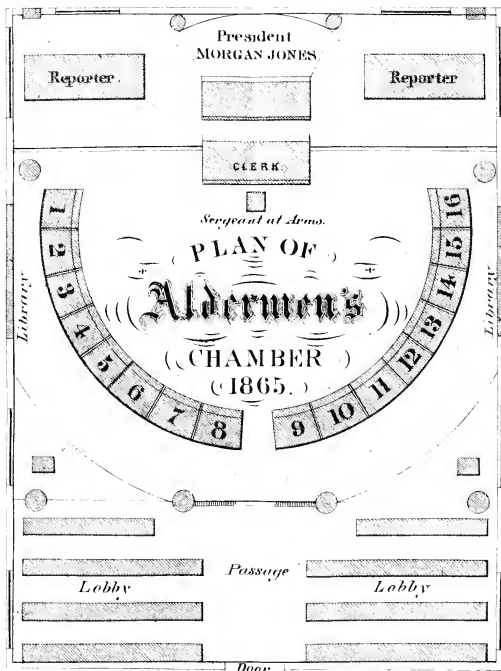 President
MORGAN JONES
Reporter.
Reporter
CLERK
Sergeant at Arms.
PLAN OF
Aldermen's
CHAMBER
1865.
Library
Library
1
2
3
4
5
6
7
8
9
10
11
12
13
14
15
16
Passage
Lobby
Lobby
Door